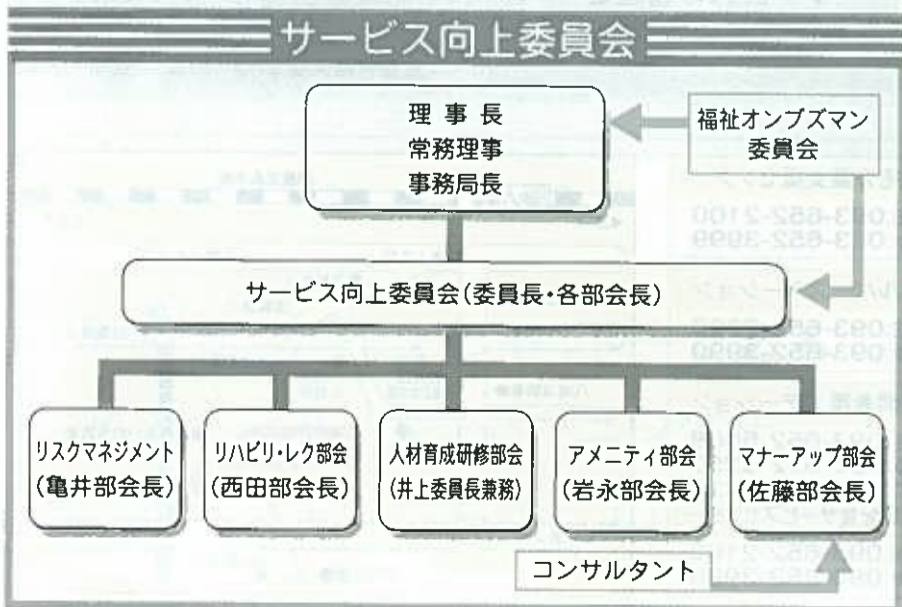 サービス向上委員会
理事長
常務理事
事務局長
福祉オンブズマン
委員会
サービス向上委員会(委員長・各部会長)
リスクマネジメント
(亀井部会長)
リハビリ・レク部会
(西田部会長)
人材育成研修部会
(井上委員長兼務)
アメニティ部会
(岩永部会長)
マナーアップ部会
(佐藤部会長)
コンサルタント